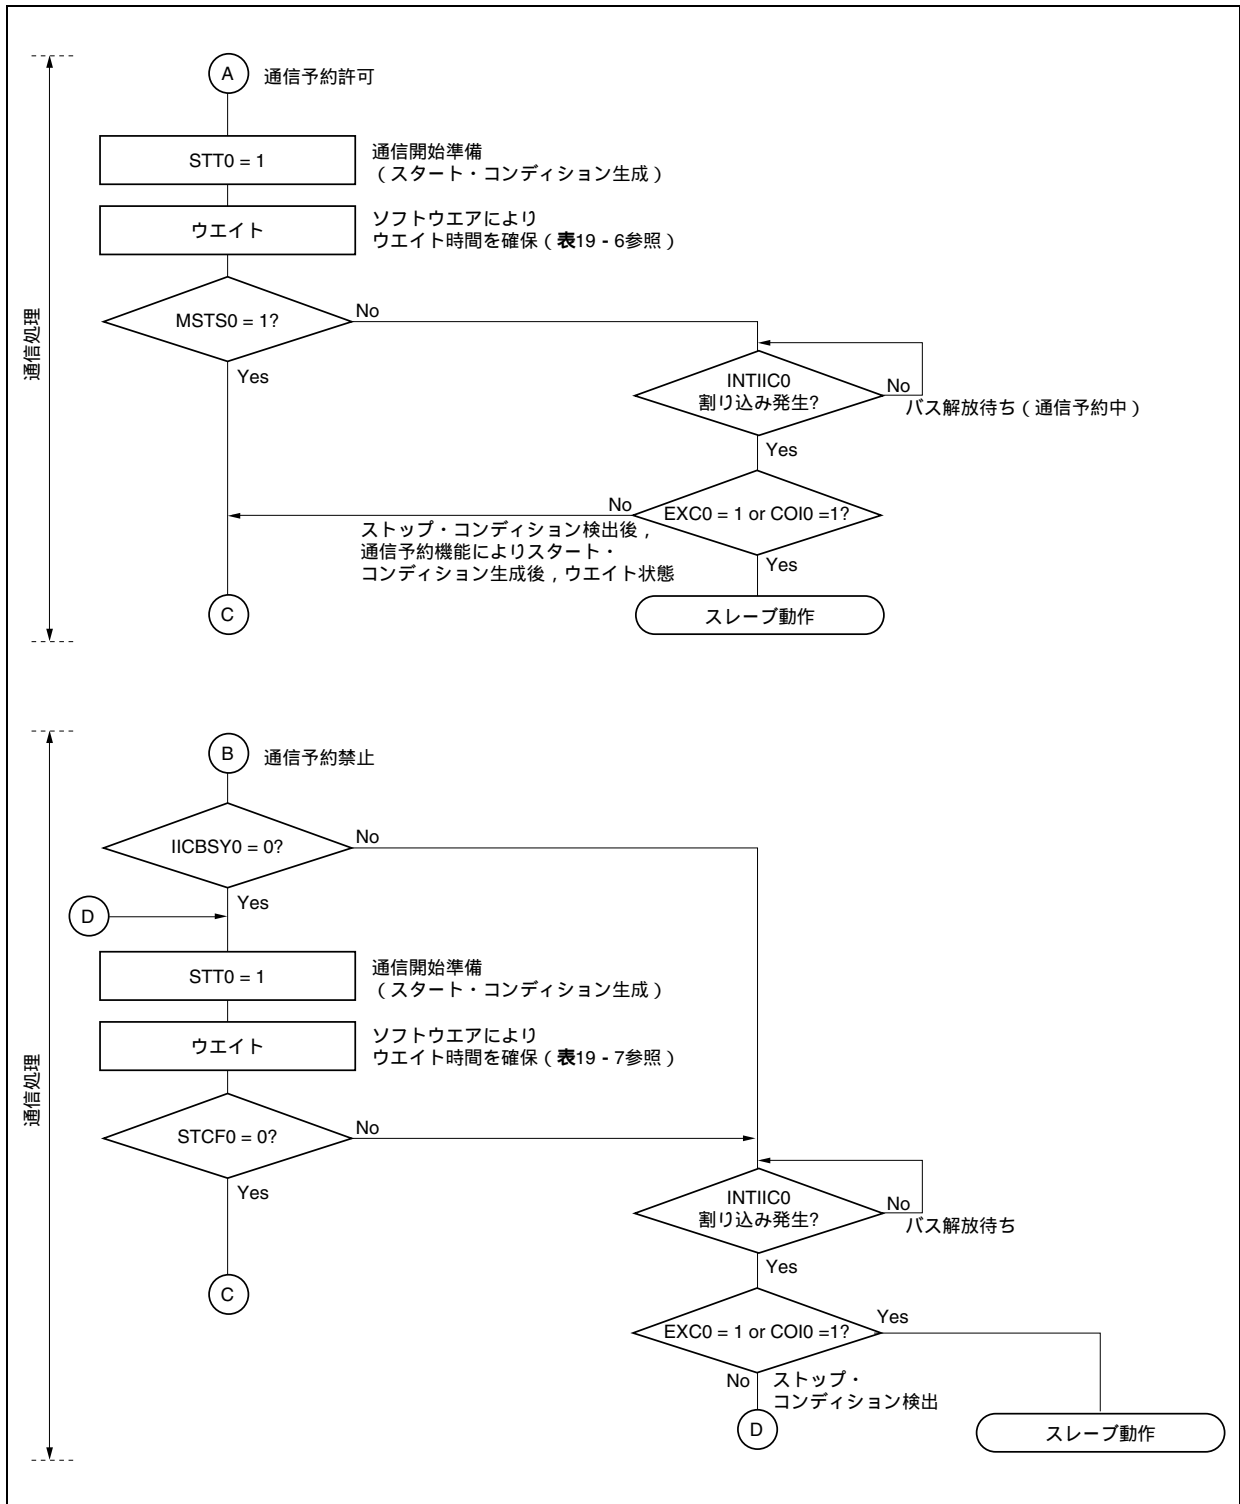 A 通信予約許可
STT0 = 1
通信開始準備
（スタート・コンディション生成）
ウエイト
ソフトウエアにより
ウエイト時間を確保（表19 - 6参照）
MSTS0 = 1?
No
Yes
INTIIC0
割り込み発生?
No
バス解放待ち（通信予約中）
Yes
EXC0 = 1 or COI0 =1?
No
ストップ・コンディション検出後，
通信予約機能によりスタート・
コンディション生成後，ウエイト状態
Yes
C
スレーブ動作
通信処理
B 通信予約禁止
IICBSY0 = 0?
No
Yes
D
STT0 = 1
通信開始準備
（スタート・コンディション生成）
ウエイト
ソフトウエアにより
ウエイト時間を確保（表19 - 7参照）
STCF0 = 0?
No
Yes
INTIIC0
割り込み発生?
No
バス解放待ち
Yes
C
EXC0 = 1 or COI0 =1?
Yes
No
ストップ・
コンディション検出
D
スレーブ動作
通信処理